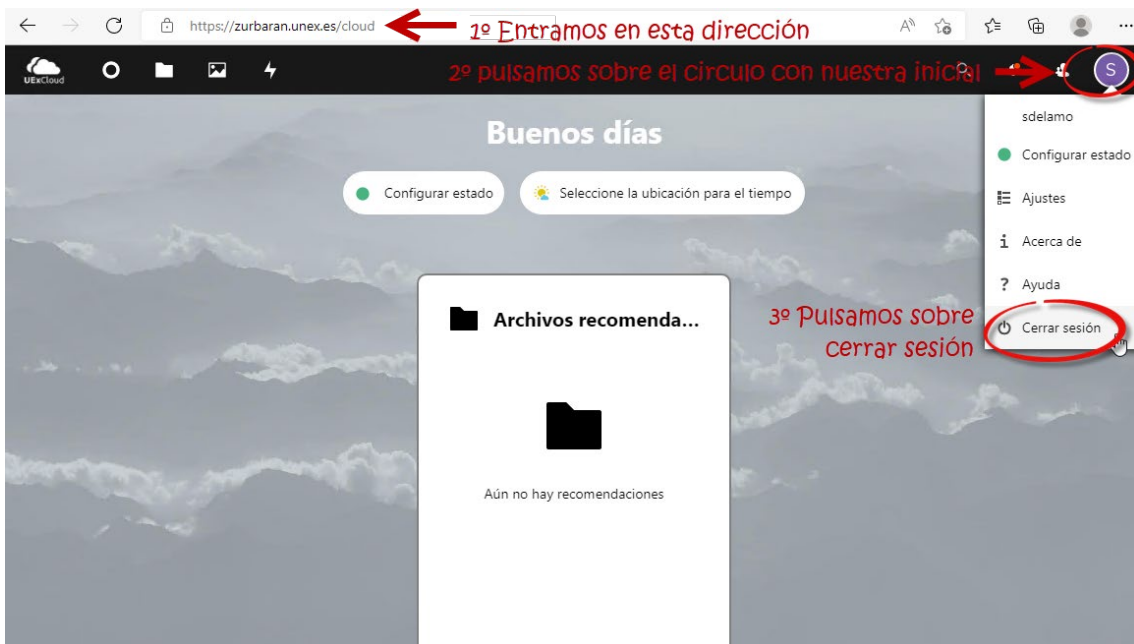 https://zurbaran.unex.es/cloud
1º Entramos en esta dirección
UExCloud
2º pulsamos sobre el circulo con nuestra inicial
S
Buenos días
sdelamo
Configurar estado
Configurar estado
Seleccione la ubicación para el tiempo
Ajustes
Acerca de
Ayuda
Archivos recomenda...
3º Pulsamos sobre
cerrar sesión
Cerrar sesión
Aún no hay recomendaciones